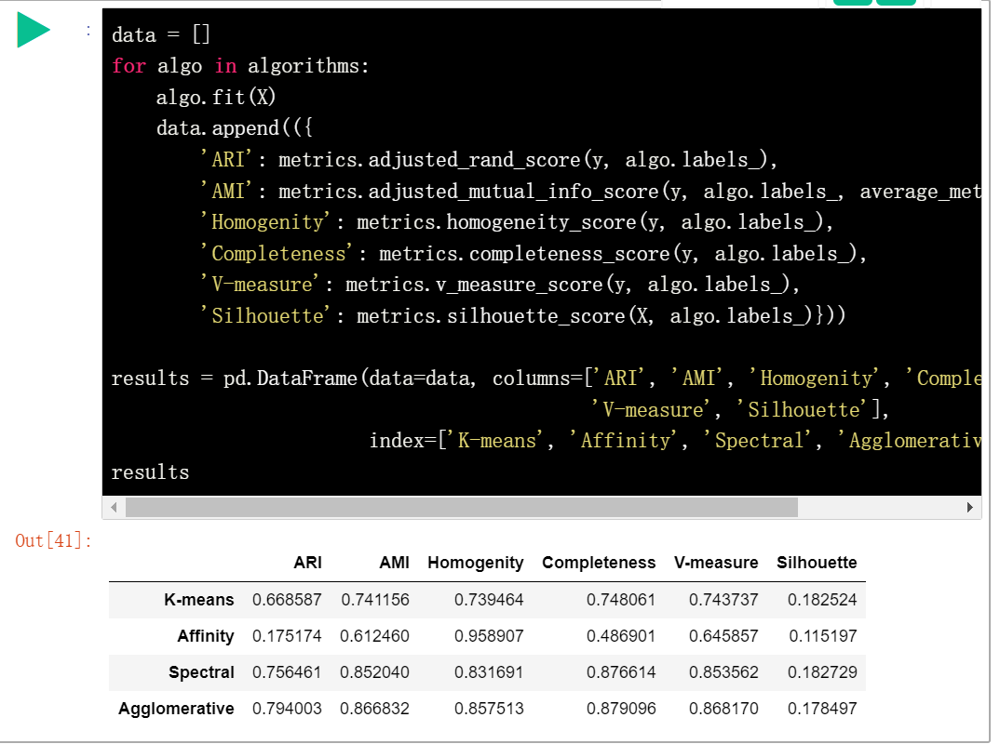 :
data = []
for algo in algorithms:
    algo.fit(X)
    data.append(({
        'ARI': metrics.adjusted_rand_score(y, algo.labels_),
        'AMI': metrics.adjusted_mutual_info_score(y, algo.labels_, average_met
        'Homogenity': metrics.homogeneity_score(y, algo.labels_),
        'Completeness': metrics.completeness_score(y, algo.labels_),
        'V-measure': metrics.v_measure_score(y, algo.labels_),
        'Silhouette': metrics.silhouette_score(X, algo.labels_)}))
results = pd.DataFrame(data=data, columns=['ARI', 'AMI', 'Homogenity', 'Comple
                                           'V-measure', 'Silhouette'],
                       index=['K-means', 'Affinity', 'Spectral', 'Agglomerativ
results
Out[41]:
ARI AMI Homogenity Completeness V-measure Silhouette
K-means 0.668587 0.741156 0.739464 0.748061 0.743737 0.182524
Affinity 0.175174 0.612460 0.958907 0.486901 0.645857 0.115197
Spectral 0.756461 0.852040 0.831691 0.876614 0.853562 0.182729
Agglomerative 0.794003 0.866832 0.857513 0.879096 0.868170 0.178497